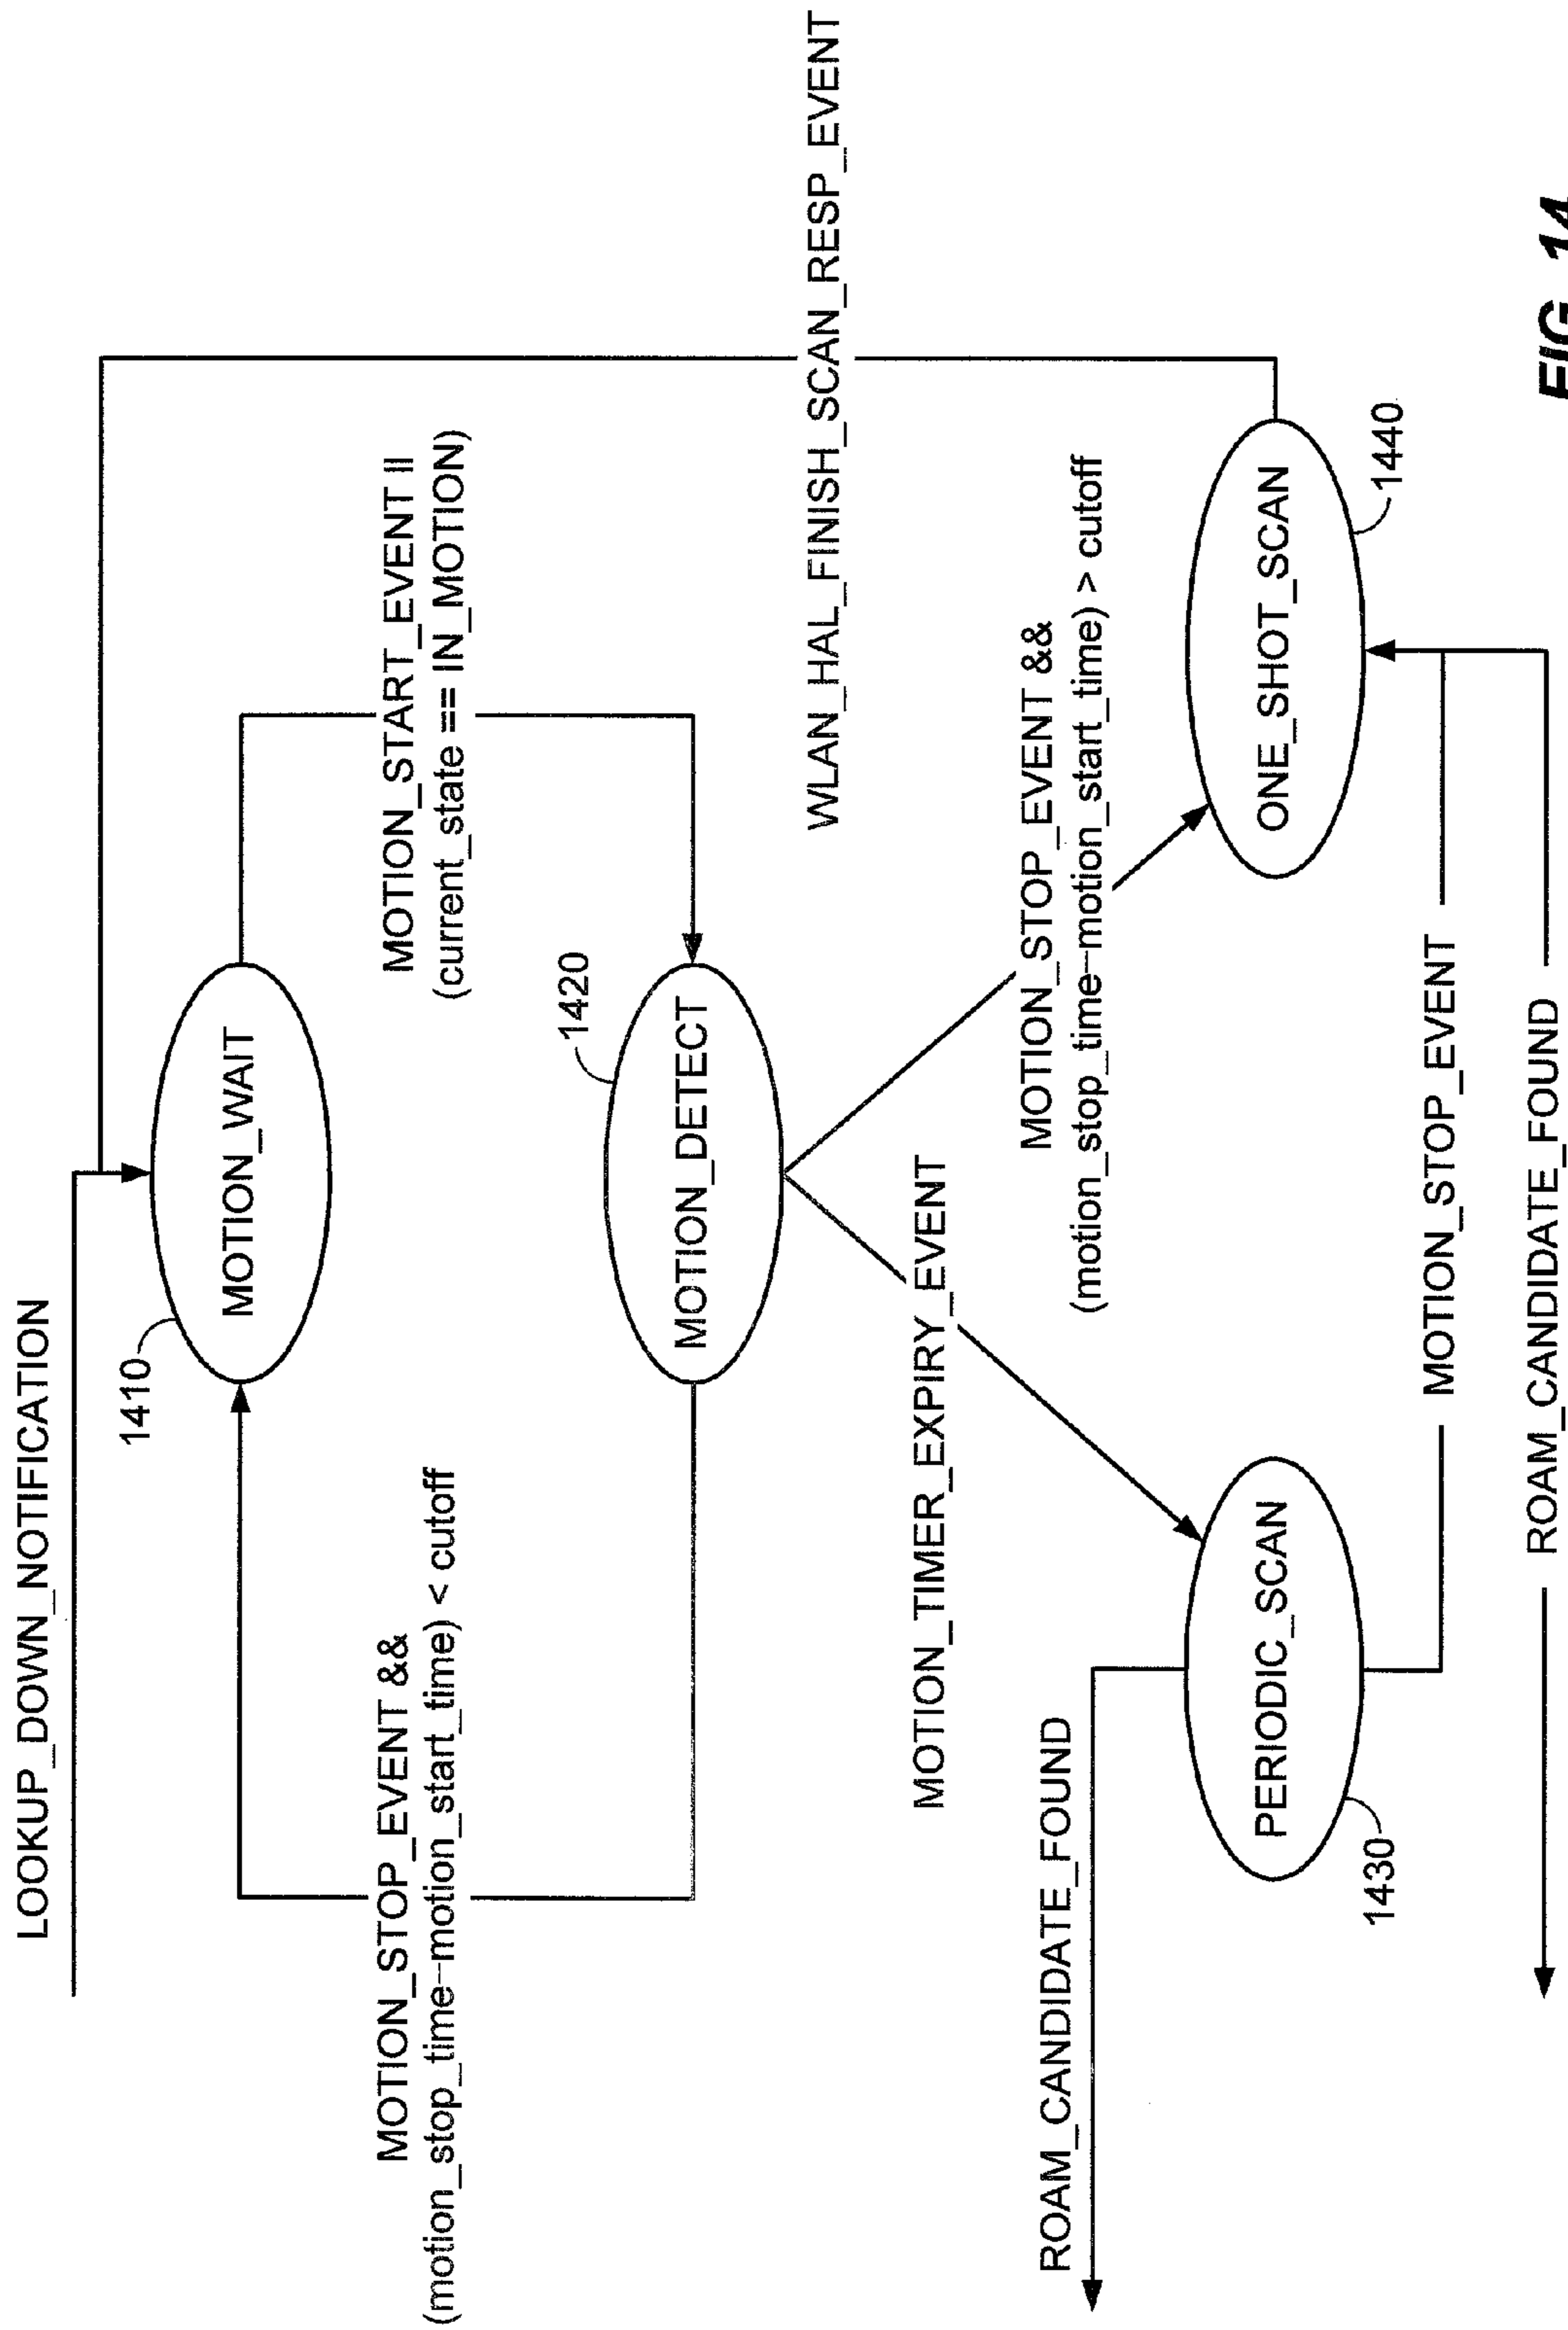 LOOKUP_DOWN_NOTIFICATION
1410
MOTION_WAIT
MOTION_STOP_EVENT &&
(motion_stop_time--motion_start_time) < cutoff
MOTION_START_EVENT II
(current_state == IN_MOTION)
1420
MOTION_DETECT
WLAN_HAL_FINISH_SCAN_RESP_EVENT
MOTION_TIMER_EXPIRY_EVENT
MOTION_STOP_EVENT &&
(motion_stop_time--motion_start_time) > cutoff
ROAM_CANDIDATE_FOUND
PERIODIC_SCAN
1430
ONE_SHOT_SCAN
1440
MOTION_STOP_EVENT
ROAM_CANDIDATE_FOUND
FIG. 14